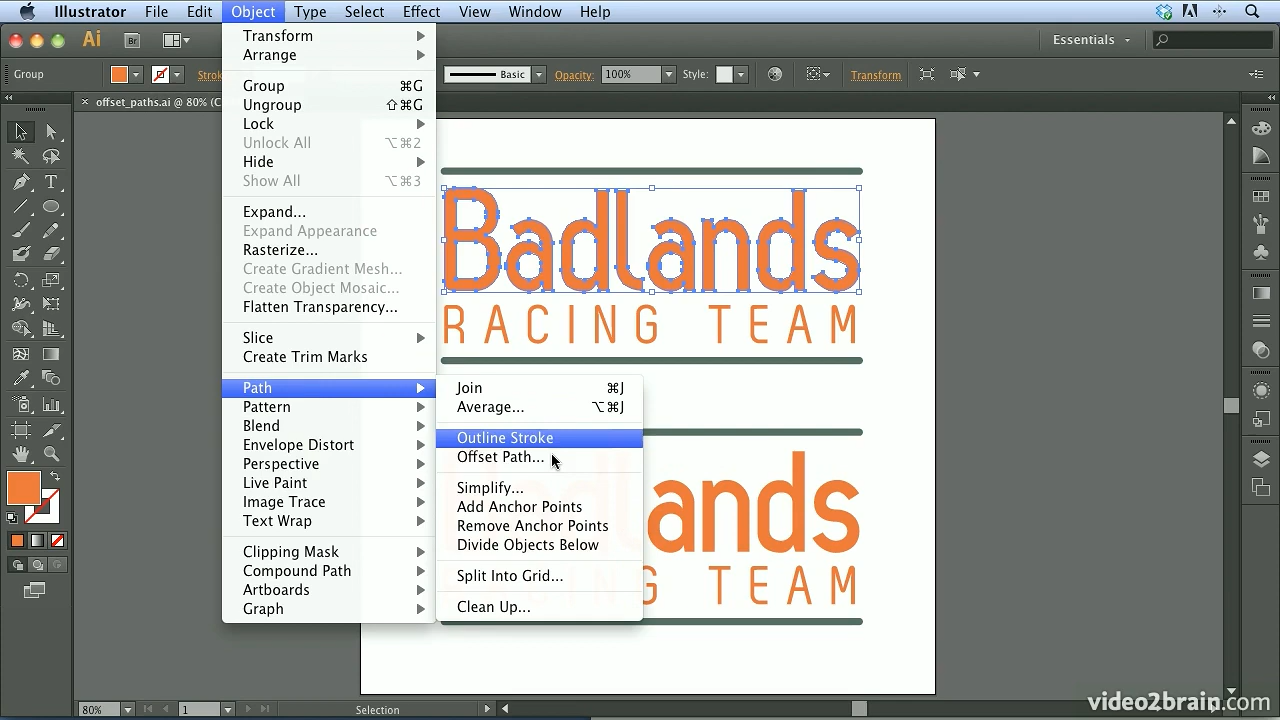 Illustrator File Edit Object Type Select Effect View Window Help
Ai Br Essentials
Group Strok Basic Opacity: 100% Style: Transform
offset_paths.ai @ 80% (C
Transform
Arrange
Group ⌘G
Ungroup ⇧⌘G
Lock
Unlock All ⌥⌘2
Hide
Show All ⌥⌘3
Expand...
Expand Appearance
Rasterize...
Create Gradient Mesh...
Create Object Mosaic...
Flatten Transparency...
Slice
Create Trim Marks
Path
Pattern
Blend
Envelope Distort
Perspective
Live Paint
Image Trace
Text Wrap
Clipping Mask
Compound Path
Artboards
Graph
Join ⌘J
Average... ⌥⌘J
Outline Stroke
Offset Path...
Simplify...
Add Anchor Points
Remove Anchor Points
Divide Objects Below
Split Into Grid...
Clean Up...
Badlands
RACING TEAM
ands
G TEAM
80% 1 Selection
video2brain.com